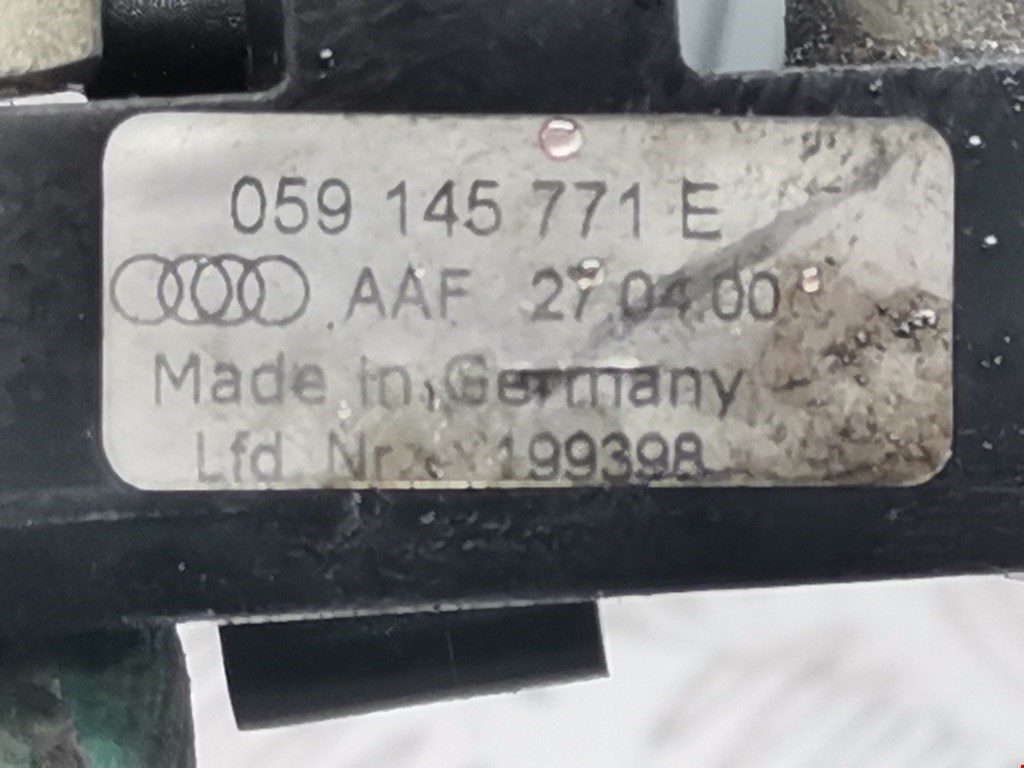 059 145 771 E
AAF 27.04.00
Made in Germany
Lfd. Nr. 199398